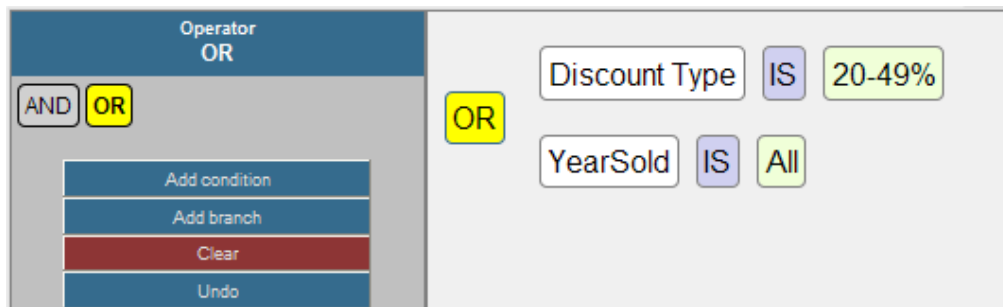 Operator
OR
AND OR
Add condition
Add branch
Clear
Undo
OR
Discount Type IS 20-49%
YearSold IS All